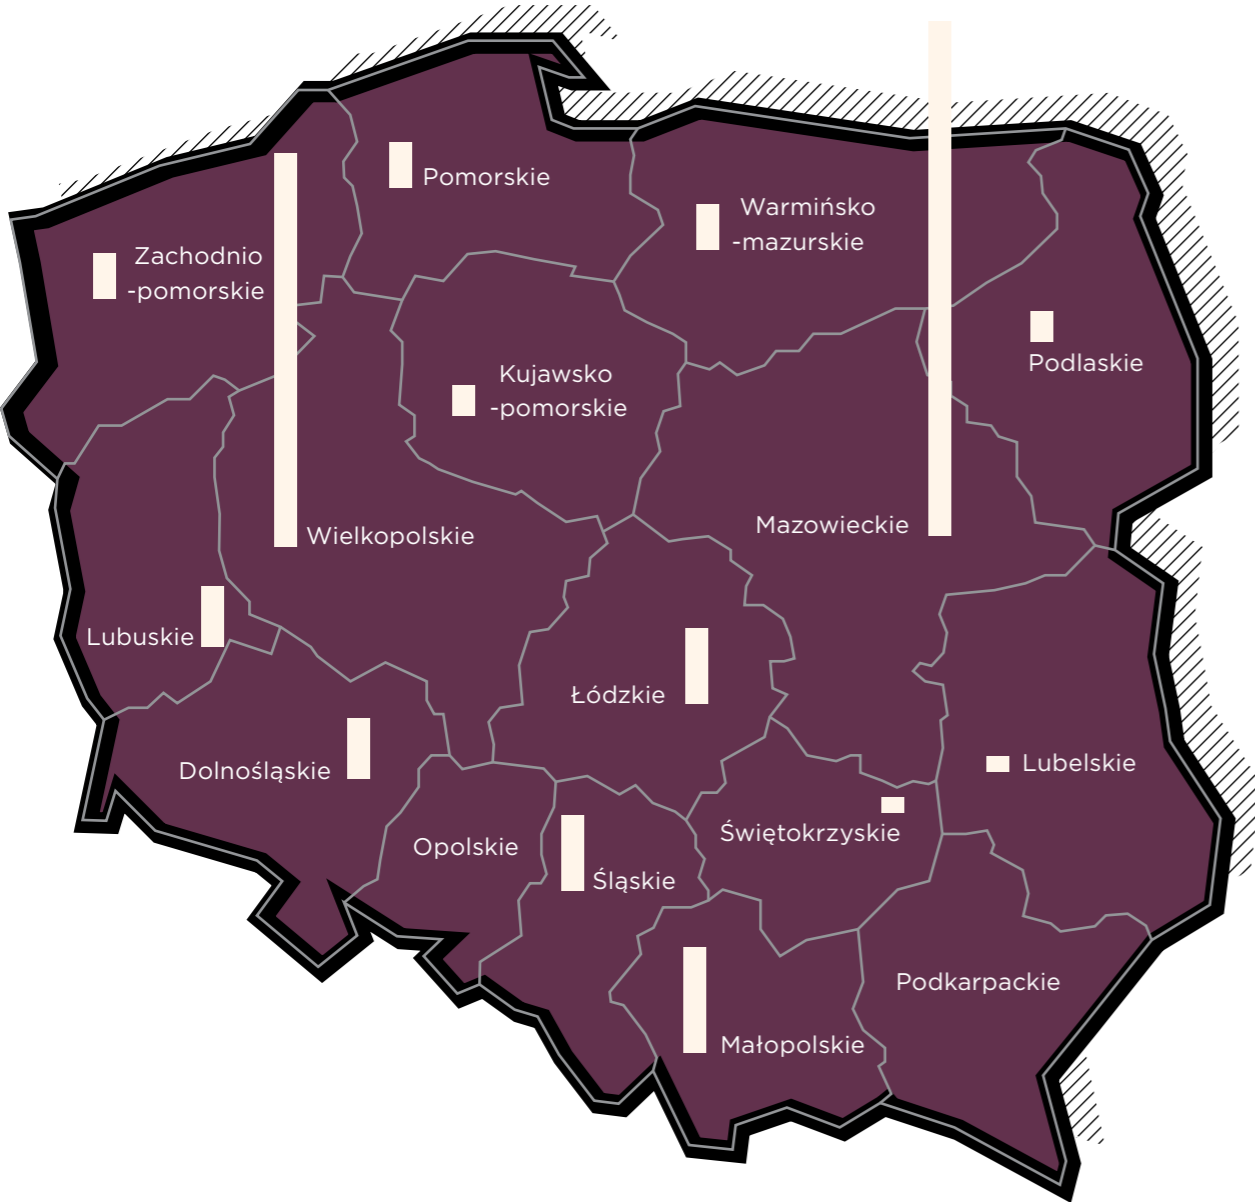 Pomorskie
Warmińsko
-mazurskie
Zachodnio
-pomorskie
Podlaskie
Kujawsko
-pomorskie
Mazowieckie
Wielkopolskie
Lubuskie
Łódzkie
Dolnośląskie
Lubelskie
Świętokrzyskie
Opolskie
Śląskie
Podkarpackie
Małopolskie